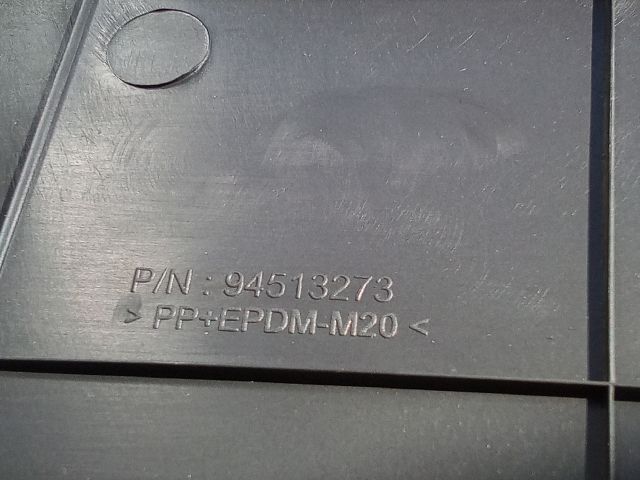 P/N : 94513273
> PP+EPDM-M20 <